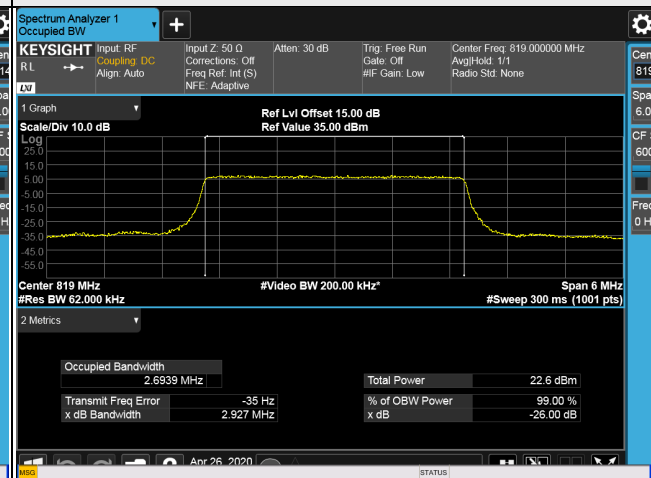 Spectrum Analyzer 1
Occupied BW
KEYSIGHT
RL
LXI
Input: RF
Coupling: DC
Align: Auto
Input Z: 50 Ω
Corrections: Off
Freq Ref: Int (S)
NFE: Adaptive
Atten: 30 dB
Trig: Free Run
Gate: Off
#IF Gain: Low
Center Freq: 819.000000 MHz
Avg|Hold: 1/1
Radio Std: None
1 Graph
Scale/Div 10.0 dB
Ref Lvl Offset 15.00 dB
Ref Value 35.00 dBm
Log
25.0
15.0
5.00
-5.00
-15.0
-25.0
-35.0
-45.0
-55.0
Center 819 MHz
#Video BW 200.00 kHz*
Span 6 MHz
#Res BW 62.000 kHz
#Sweep 300 ms (1001 pts)
2 Metrics
Occupied Bandwidth
2.6939 MHz
Total Power 22.6 dBm
Transmit Freq Error -35 Hz
% of OBW Power 99.00 %
x dB Bandwidth 2.927 MHz
x dB -26.00 dB
Apr 26, 2020
MSG
STATUS